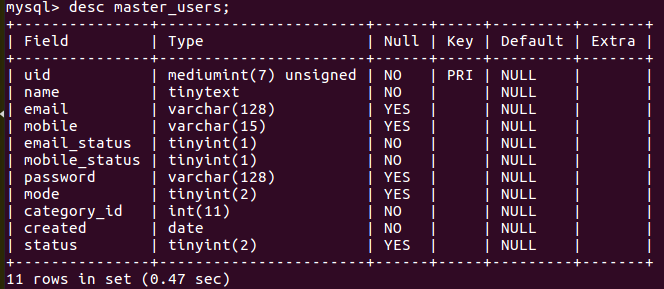 mysql> desc master_users;
+---------------+-----------------------+------+-----+---------+-------+
| Field         | Type                  | Null | Key | Default | Extra |
+---------------+-----------------------+------+-----+---------+-------+
| uid           | mediumint(7) unsigned | NO   | PRI | NULL    |       |
| name          | tinytext              | NO   |     | NULL    |       |
| email         | varchar(128)          | YES  |     | NULL    |       |
| mobile        | varchar(15)           | YES  |     | NULL    |       |
| email_status  | tinyint(1)            | NO   |     | NULL    |       |
| mobile_status | tinyint(1)            | NO   |     | NULL    |       |
| password      | varchar(128)          | YES  |     | NULL    |       |
| mode          | tinyint(2)            | YES  |     | NULL    |       |
| category_id   | int(11)               | NO   |     | NULL    |       |
| created       | date                  | NO   |     | NULL    |       |
| status        | tinyint(2)            | YES  |     | NULL    |       |
+---------------+-----------------------+------+-----+---------+-------+
11 rows in set (0.47 sec)